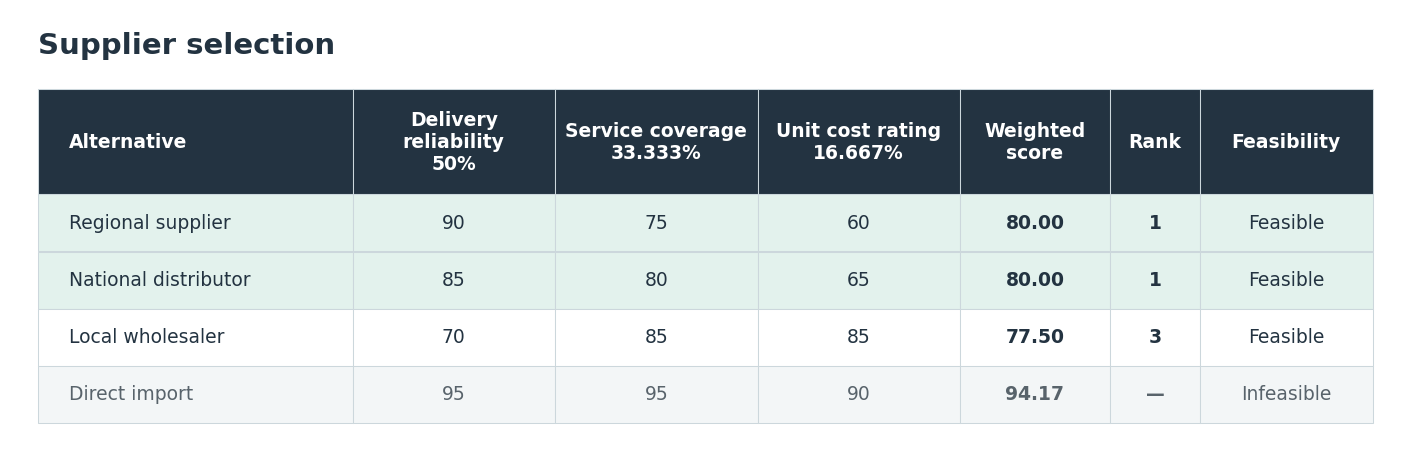 Supplier selection
Alternative
Delivery
reliability
50%
Service coverage
33.333%
Unit cost rating
16.667%
Weighted
score
Rank
Feasibility
Regional supplier 90 75 60 80.00 1 Feasible
National distributor 85 80 65 80.00 1 Feasible
Local wholesaler 70 85 85 77.50 3 Feasible
Direct import 95 95 90 94.17 — Infeasible